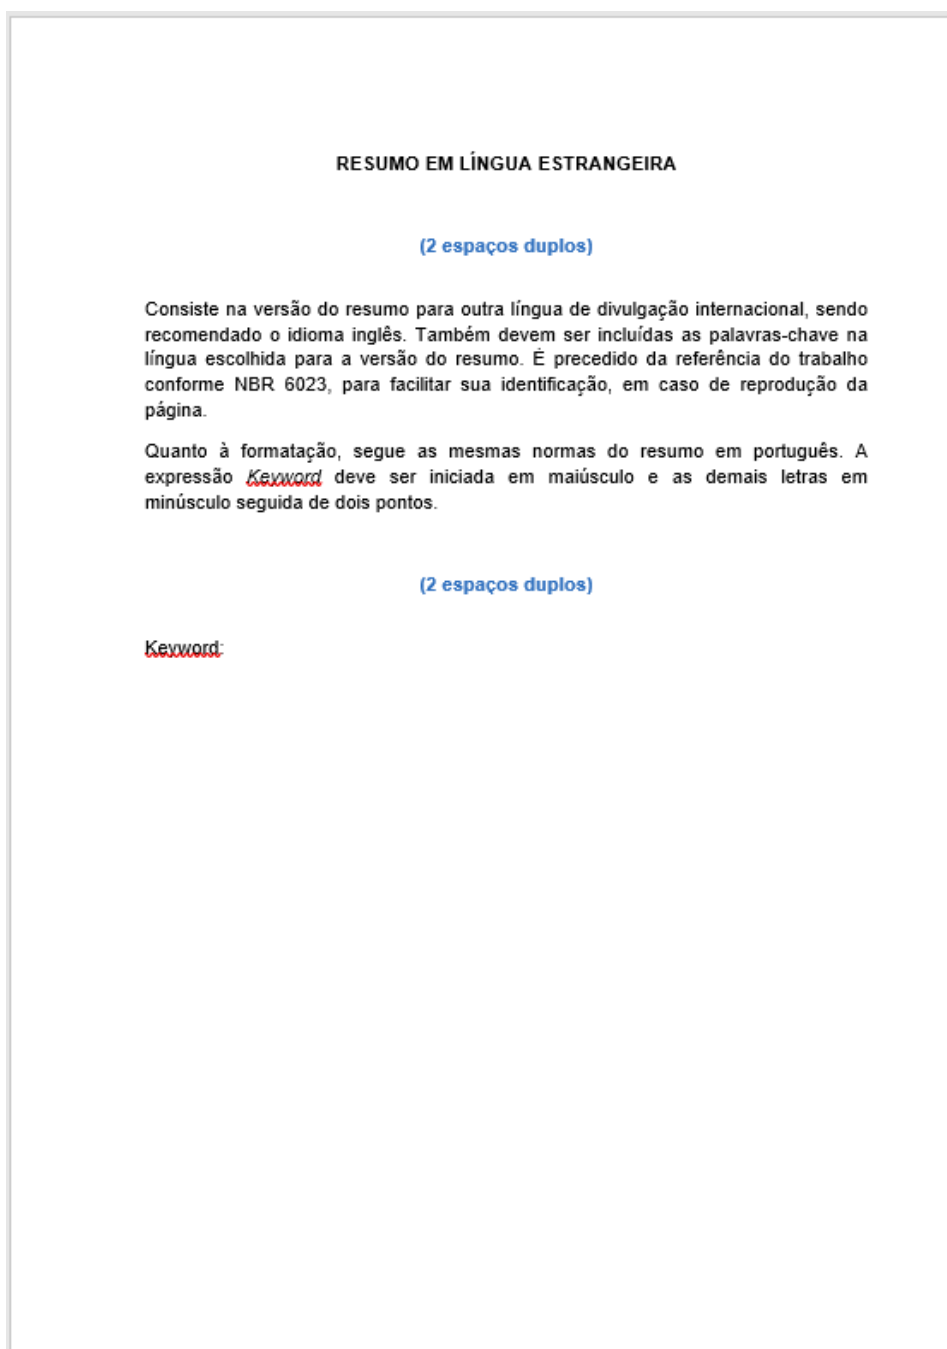 RESUMO EM LÍNGUA ESTRANGEIRA
(2 espaços duplos)
Consiste na versão do resumo para outra língua de divulgação internacional, sendo
recomendado o idioma inglês. Também devem ser incluídas as palavras-chave na
língua escolhida para a versão do resumo. É precedido da referência do trabalho
conforme NBR 6023, para facilitar sua identificação, em caso de reprodução da
página.
Quanto à formatação, segue as mesmas normas do resumo em português. A
expressão Keyword deve ser iniciada em maiúsculo e as demais letras em
minúsculo seguida de dois pontos.
(2 espaços duplos)
Keyword: